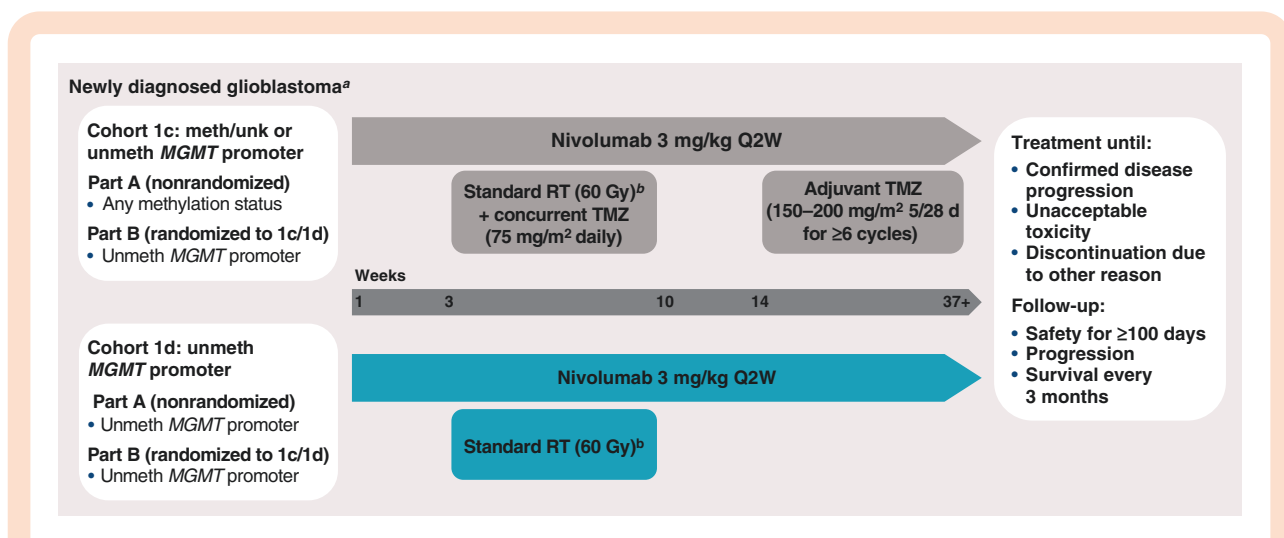 Newly diagnosed glioblastomaᵃ
Cohort 1c: meth/unk or
unmeth MGMT promoter
Part A (nonrandomized)
• Any methylation status
Part B (randomized to 1c/1d)
• Unmeth MGMT promoter
Nivolumab 3 mg/kg Q2W
Standard RT (60 Gy)ᵇ
+ concurrent TMZ
(75 mg/m² daily)
Adjuvant TMZ
(150–200 mg/m² 5/28 d
for ≥6 cycles)
Weeks
1 3 10 14 37+
Cohort 1d: unmeth
MGMT promoter
Part A (nonrandomized)
• Unmeth MGMT promoter
Part B (randomized to 1c/1d)
• Unmeth MGMT promoter
Nivolumab 3 mg/kg Q2W
Standard RT (60 Gy)ᵇ
Treatment until:
• Confirmed disease
progression
• Unacceptable
toxicity
• Discontinuation due
to other reason
Follow-up:
• Safety for ≥100 days
• Progression
• Survival every
3 months